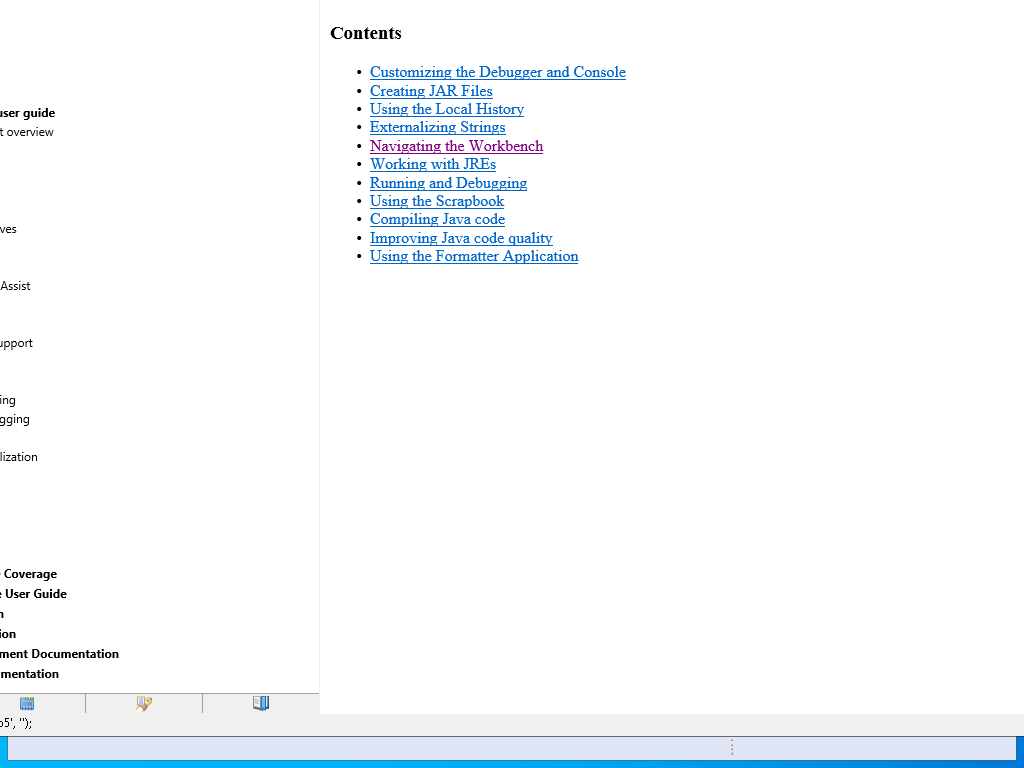 Contents
Customizing the Debugger and Console
Creating JAR Files
Using the Local History
Externalizing Strings
Navigating the Workbench
Working with JREs
Running and Debugging
Using the Scrapbook
Compiling Java code
Improving Java code quality
Using the Formatter Application
user guide
t overview
ves
Assist
upport
ing
gging
lization
Coverage
User Guide
n
ion
ment Documentation
mentation
o5', '');